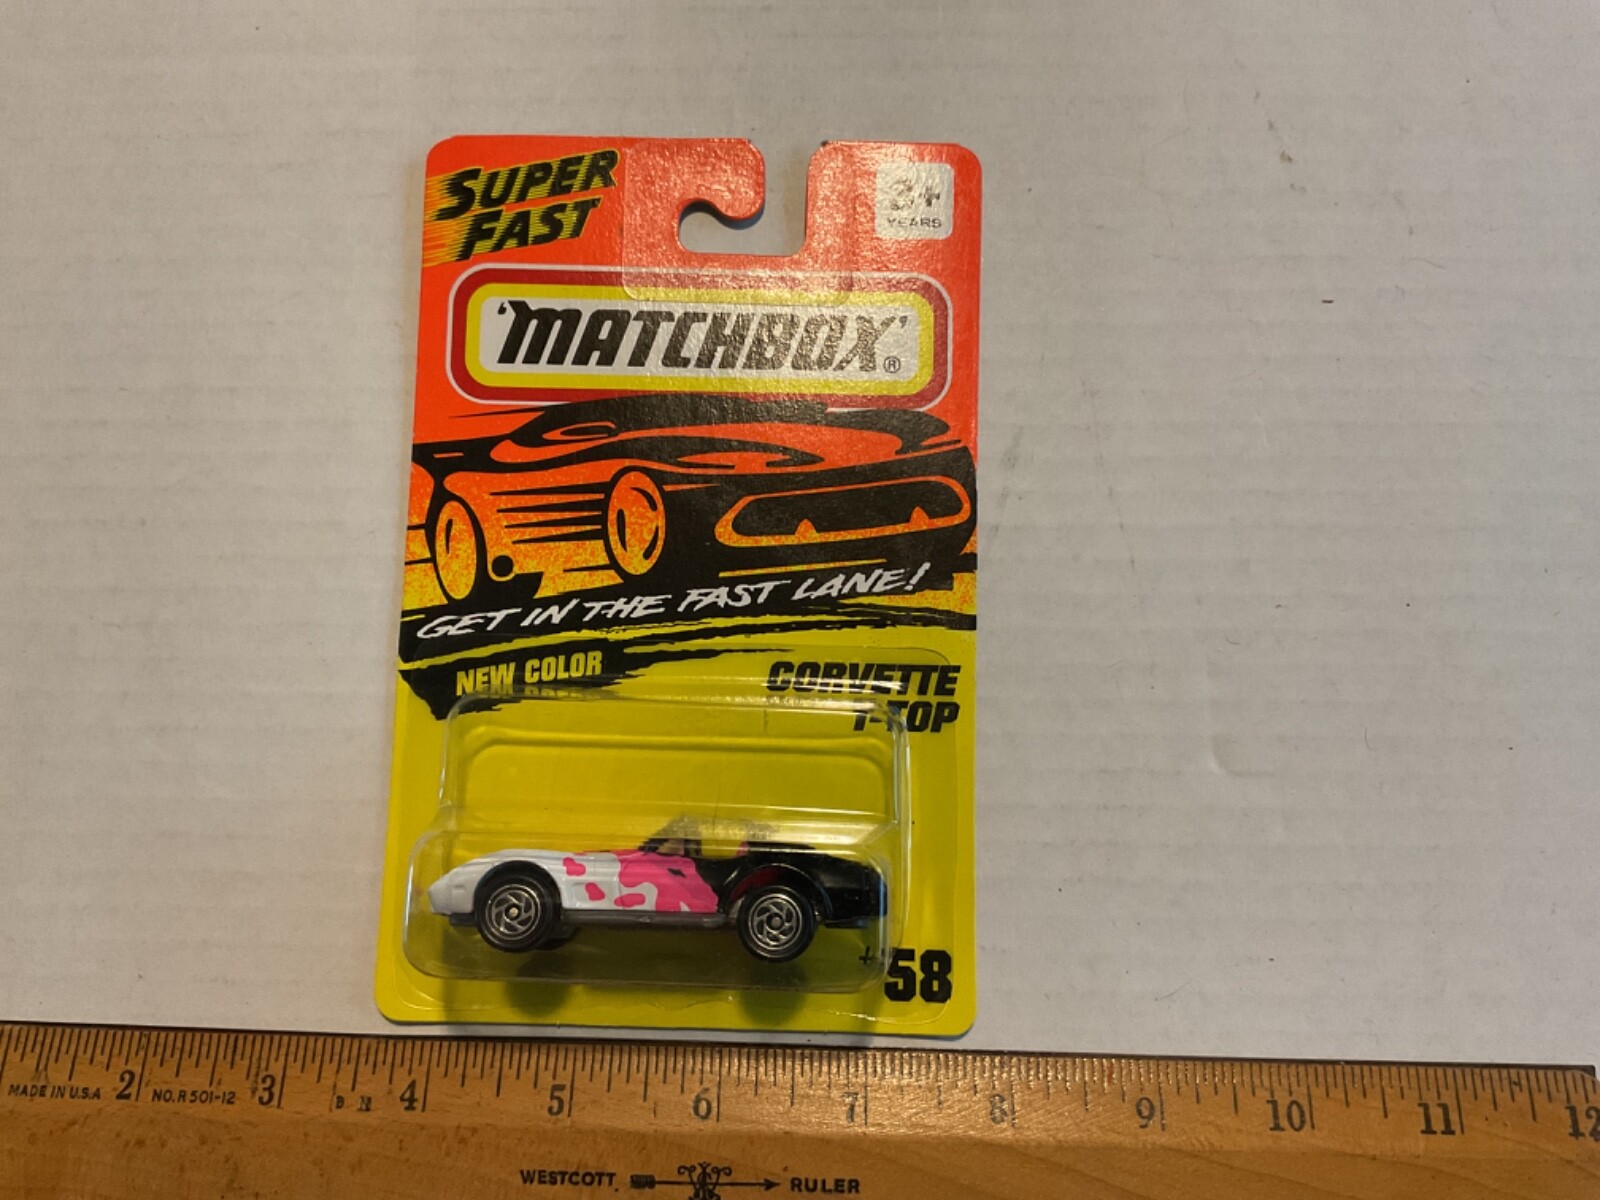 SUPER
FAST
3+
YEARS
'MATCHBOX'®
GET IN THE FAST LANE!
NEW COLOR
CORVETTE
T-TOP
58
MADE IN U.S.A
NO. R 501-12
2 3 4 5 6 7 8 9 10 11 12
WESTCOTT RULER